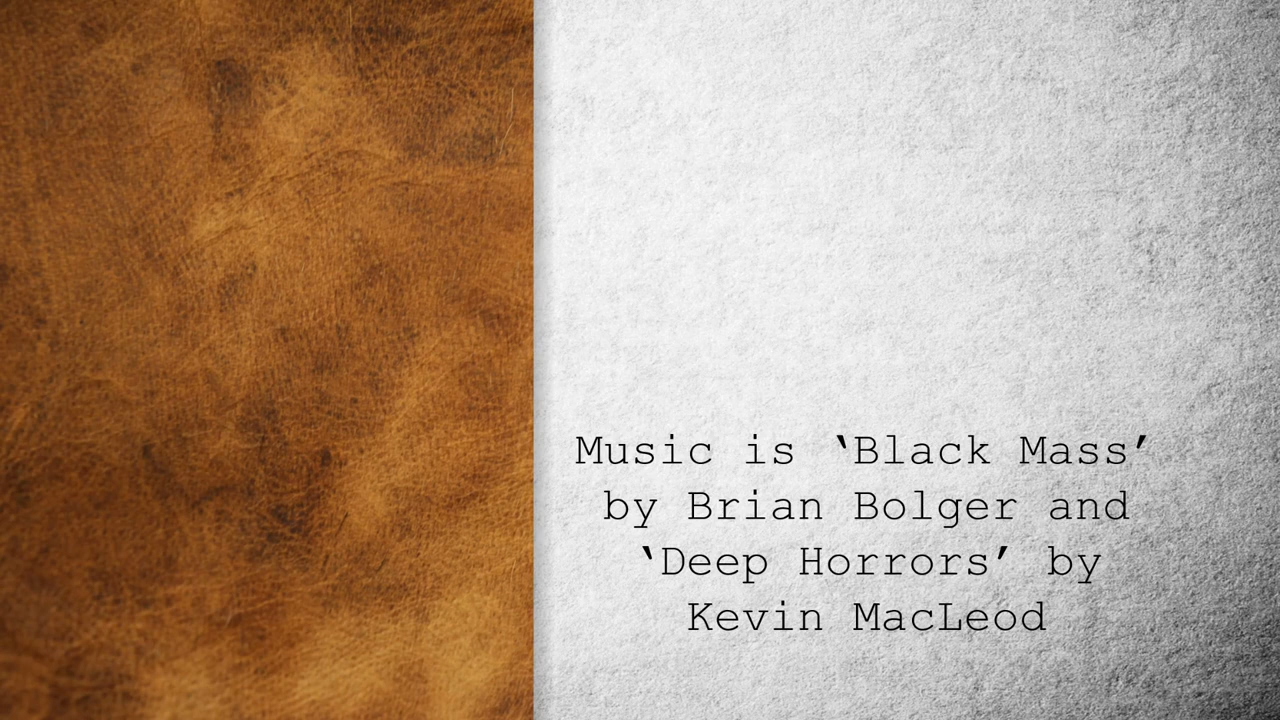 Music is ‘Black Mass’
by Brian Bolger and
‘Deep Horrors’ by
Kevin MacLeod